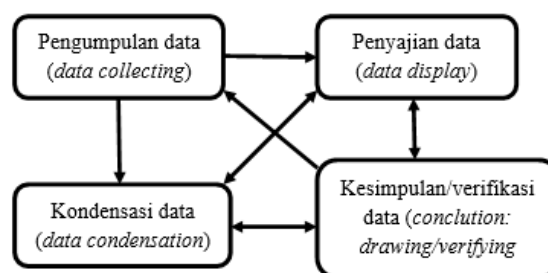 Pengumpulan data
(data collecting)
Penyajian data
(data display)
Kondensasi data
(data condensation)
Kesimpulan/verifikasi
data (conclution:
drawing/verifying